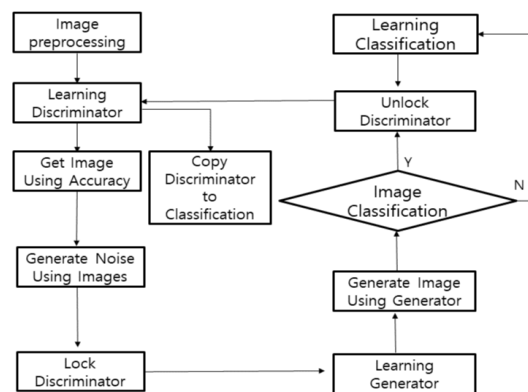 Image
preprocessing
Learning
Discriminator
Get Image
Using Accuracy
Copy
Discriminator
to
Classification
Generate Noise
Using Images
Lock
Discriminator
Learning
Classification
Unlock
Discriminator
Y
Image
Classification
N
Generate Image
Using Generator
Learning
Generator